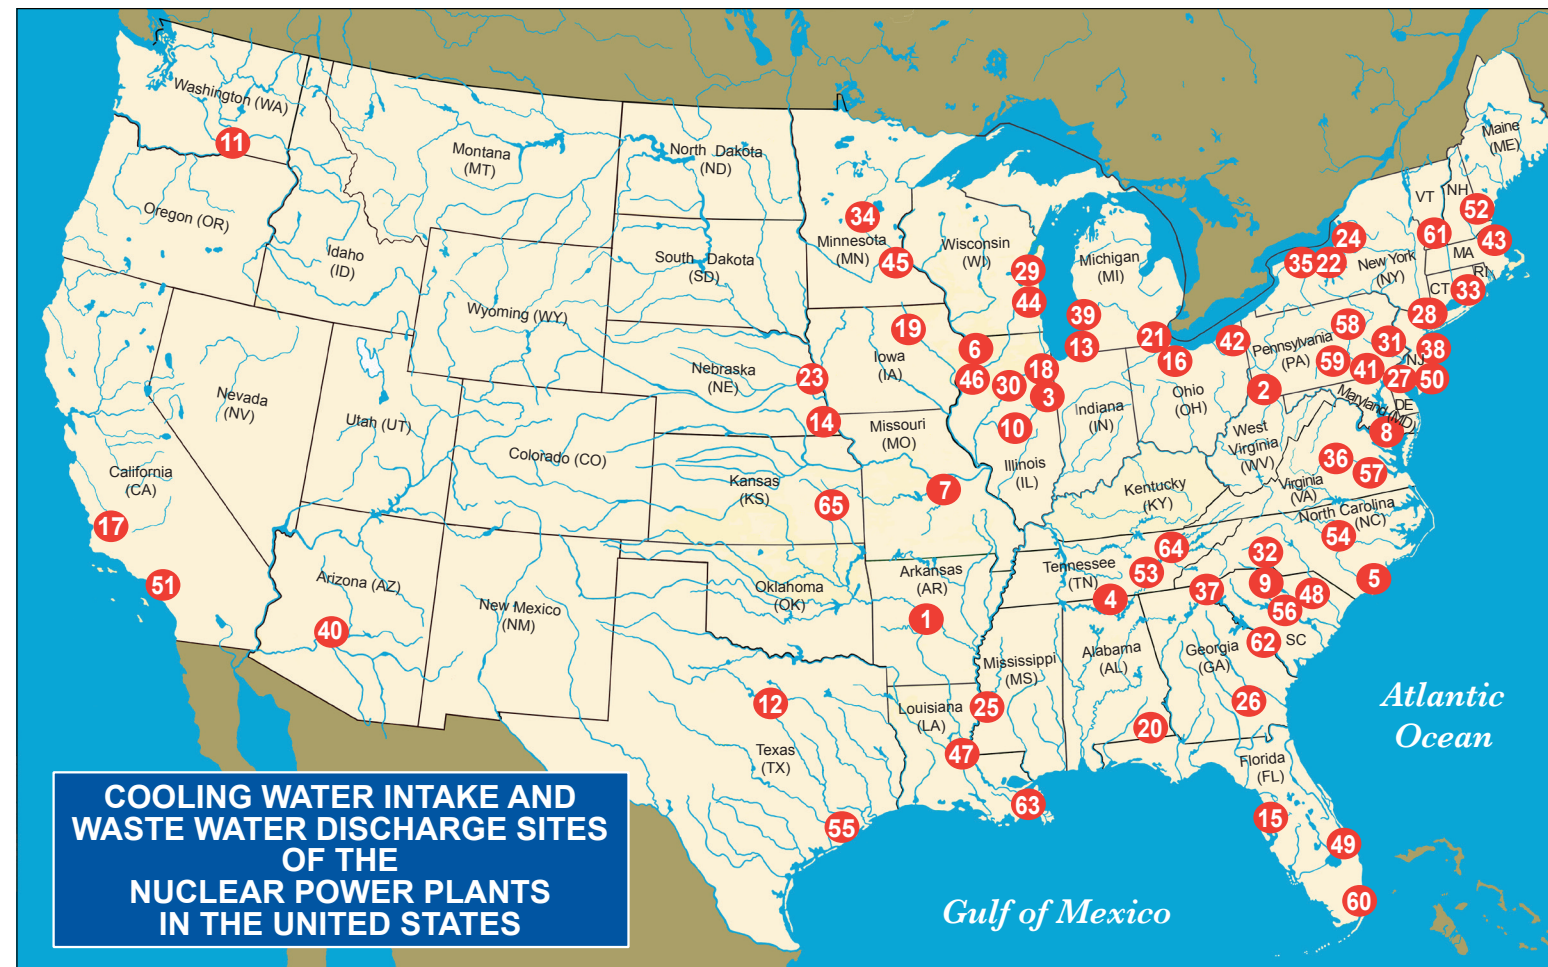 Washington (WA)
11
Oregon (OR)
Idaho
(ID)
Montana
(MT)
North Dakota
(ND)
South Dakota
(SD)
Wyoming (WY)
34
Minnesota
(MN)
45
Wisconsin
(WI)
29
44
Michigan
(MI)
39
13
21
16
42
Maine
(ME)
VT
NH
52
61
43
MA
RI
CT
33
24
35
22
New York
(NY)
28
58
Pennsylvania
(PA)
31
38
NJ
59
41
27
50
2
Maryland (MD)
DE
8
Nevada
(NV)
Utah (UT)
California
(CA)
17
51
Colorado (CO)
Nebraska
(NE)
23
14
19
Iowa
(IA)
6
46
30
18
3
10
Illinois
(IL)
Indiana
(IN)
Ohio
(OH)
West
Virginia
(WV)
36
57
Virginia
(VA)
Kansas
(KS)
65
Missouri
(MO)
7
Kentucky
(KY)
North Carolina
(NC)
54
64
32
Tennessee
(TN)
53
4
37
9
48
56
5
62
SC
Arizona (AZ)
40
New Mexico
(NM)
Oklahoma
(OK)
Arkansas
(AR)
1
Mississippi
(MS)
Alabama
(AL)
Georgia
(GA)
26
20
Louisiana
(LA)
25
47
63
12
Texas
(TX)
55
Florida
(FL)
15
49
60
Atlantic
Ocean
Gulf of Mexico
COOLING WATER INTAKE AND
WASTE WATER DISCHARGE SITES
OF THE
NUCLEAR POWER PLANTS
IN THE UNITED STATES